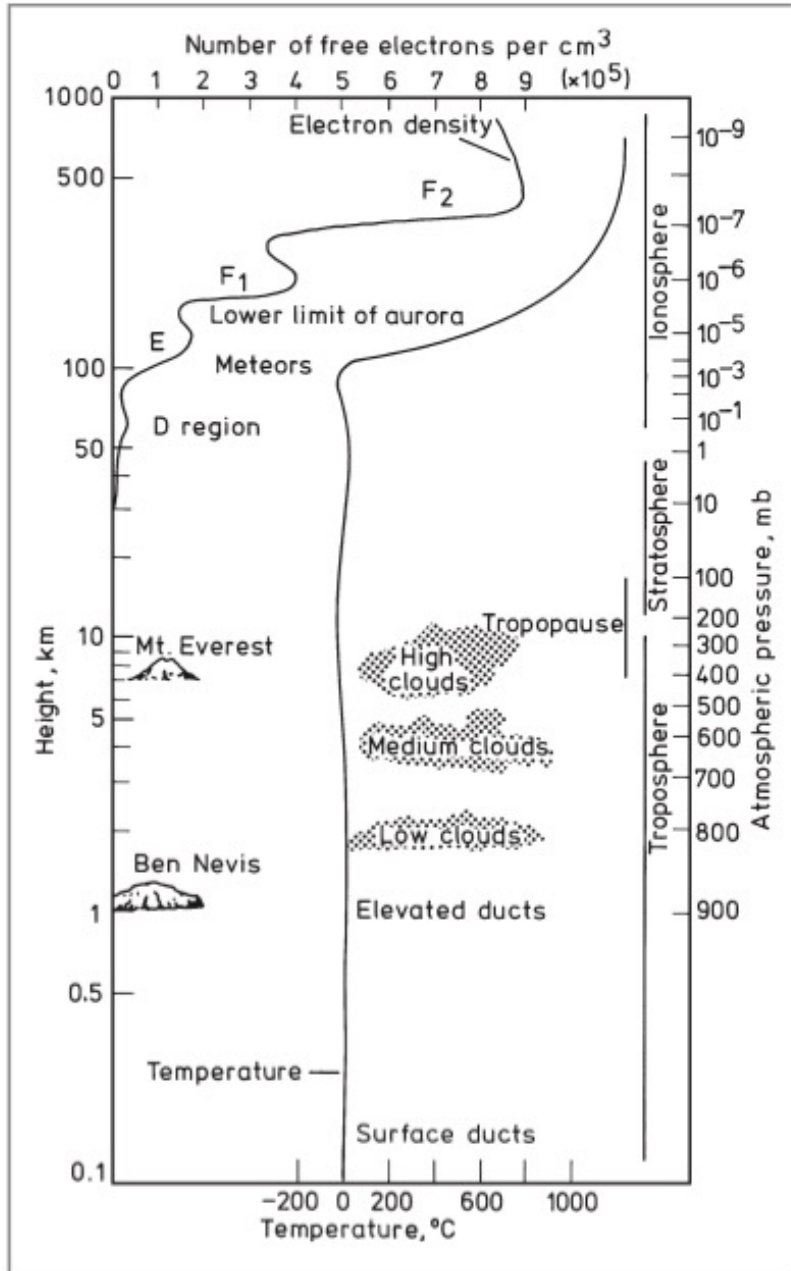 Number of free electrons per cm³
0 1 2 3 4 5 6 7 8 9 (×10⁵)
1000
Electron density
10⁻⁹
500
F₂
10⁻⁷
F₁
10⁻⁶
Lower limit of aurora
10⁻⁵
E
Meteors
100
10⁻³
Ionosphere
10⁻¹
D region
50
1
10
Stratosphere
100
Tropopause
200
10
Mt. Everest
300
High
clouds
400
500
5
Medium clouds
600
700
Low clouds
800
Ben Nevis
1
Elevated ducts
900
Troposphere
0.5
Temperature
Surface ducts
0.1
Height, km
Atmospheric pressure, mb
−200 0 200 600 1000
Temperature, °C